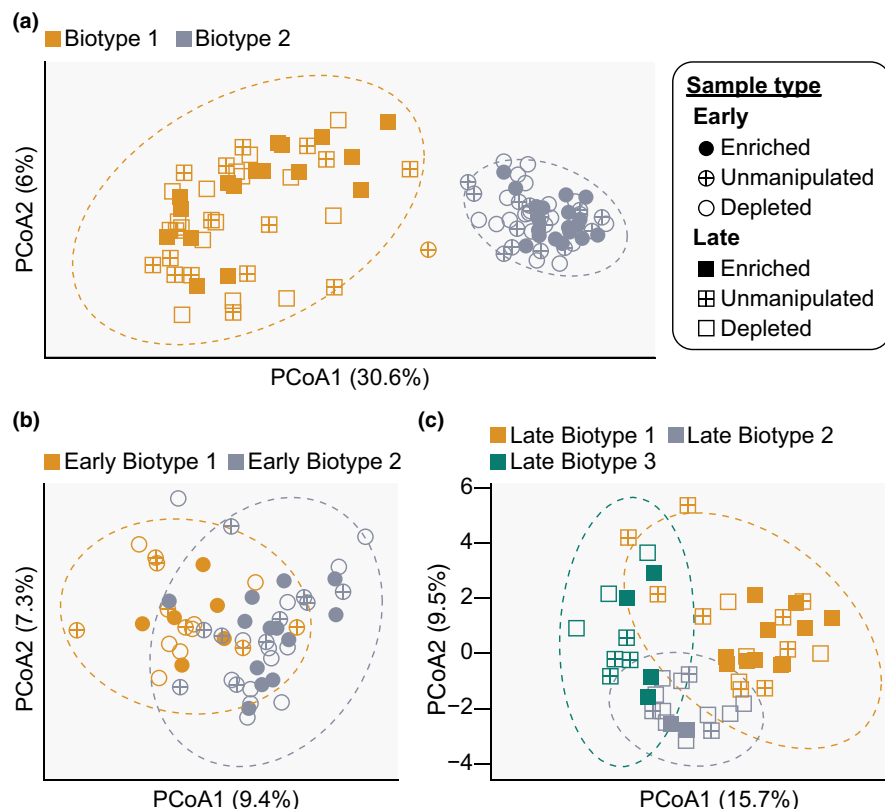 (a)
Biotype 1 Biotype 2
PCoA2 (6%)
PCoA1 (30.6%)
Sample type
Early
Enriched
Unmanipulated
Depleted
Late
Enriched
Unmanipulated
Depleted
(b)
Early Biotype 1 Early Biotype 2
PCoA2 (7.3%)
PCoA1 (9.4%)
(c)
Late Biotype 1 Late Biotype 2
Late Biotype 3
PCoA2 (9.5%)
6
4
2
0
−2
−4
PCoA1 (15.7%)